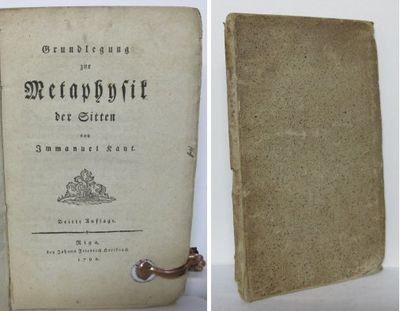 Grundlegung
zur
Metaphysik
der Sitten
von
Immanuel Kant.
Dritte Auflage.
Riga,
bey Johann Friedrich Hartknoch